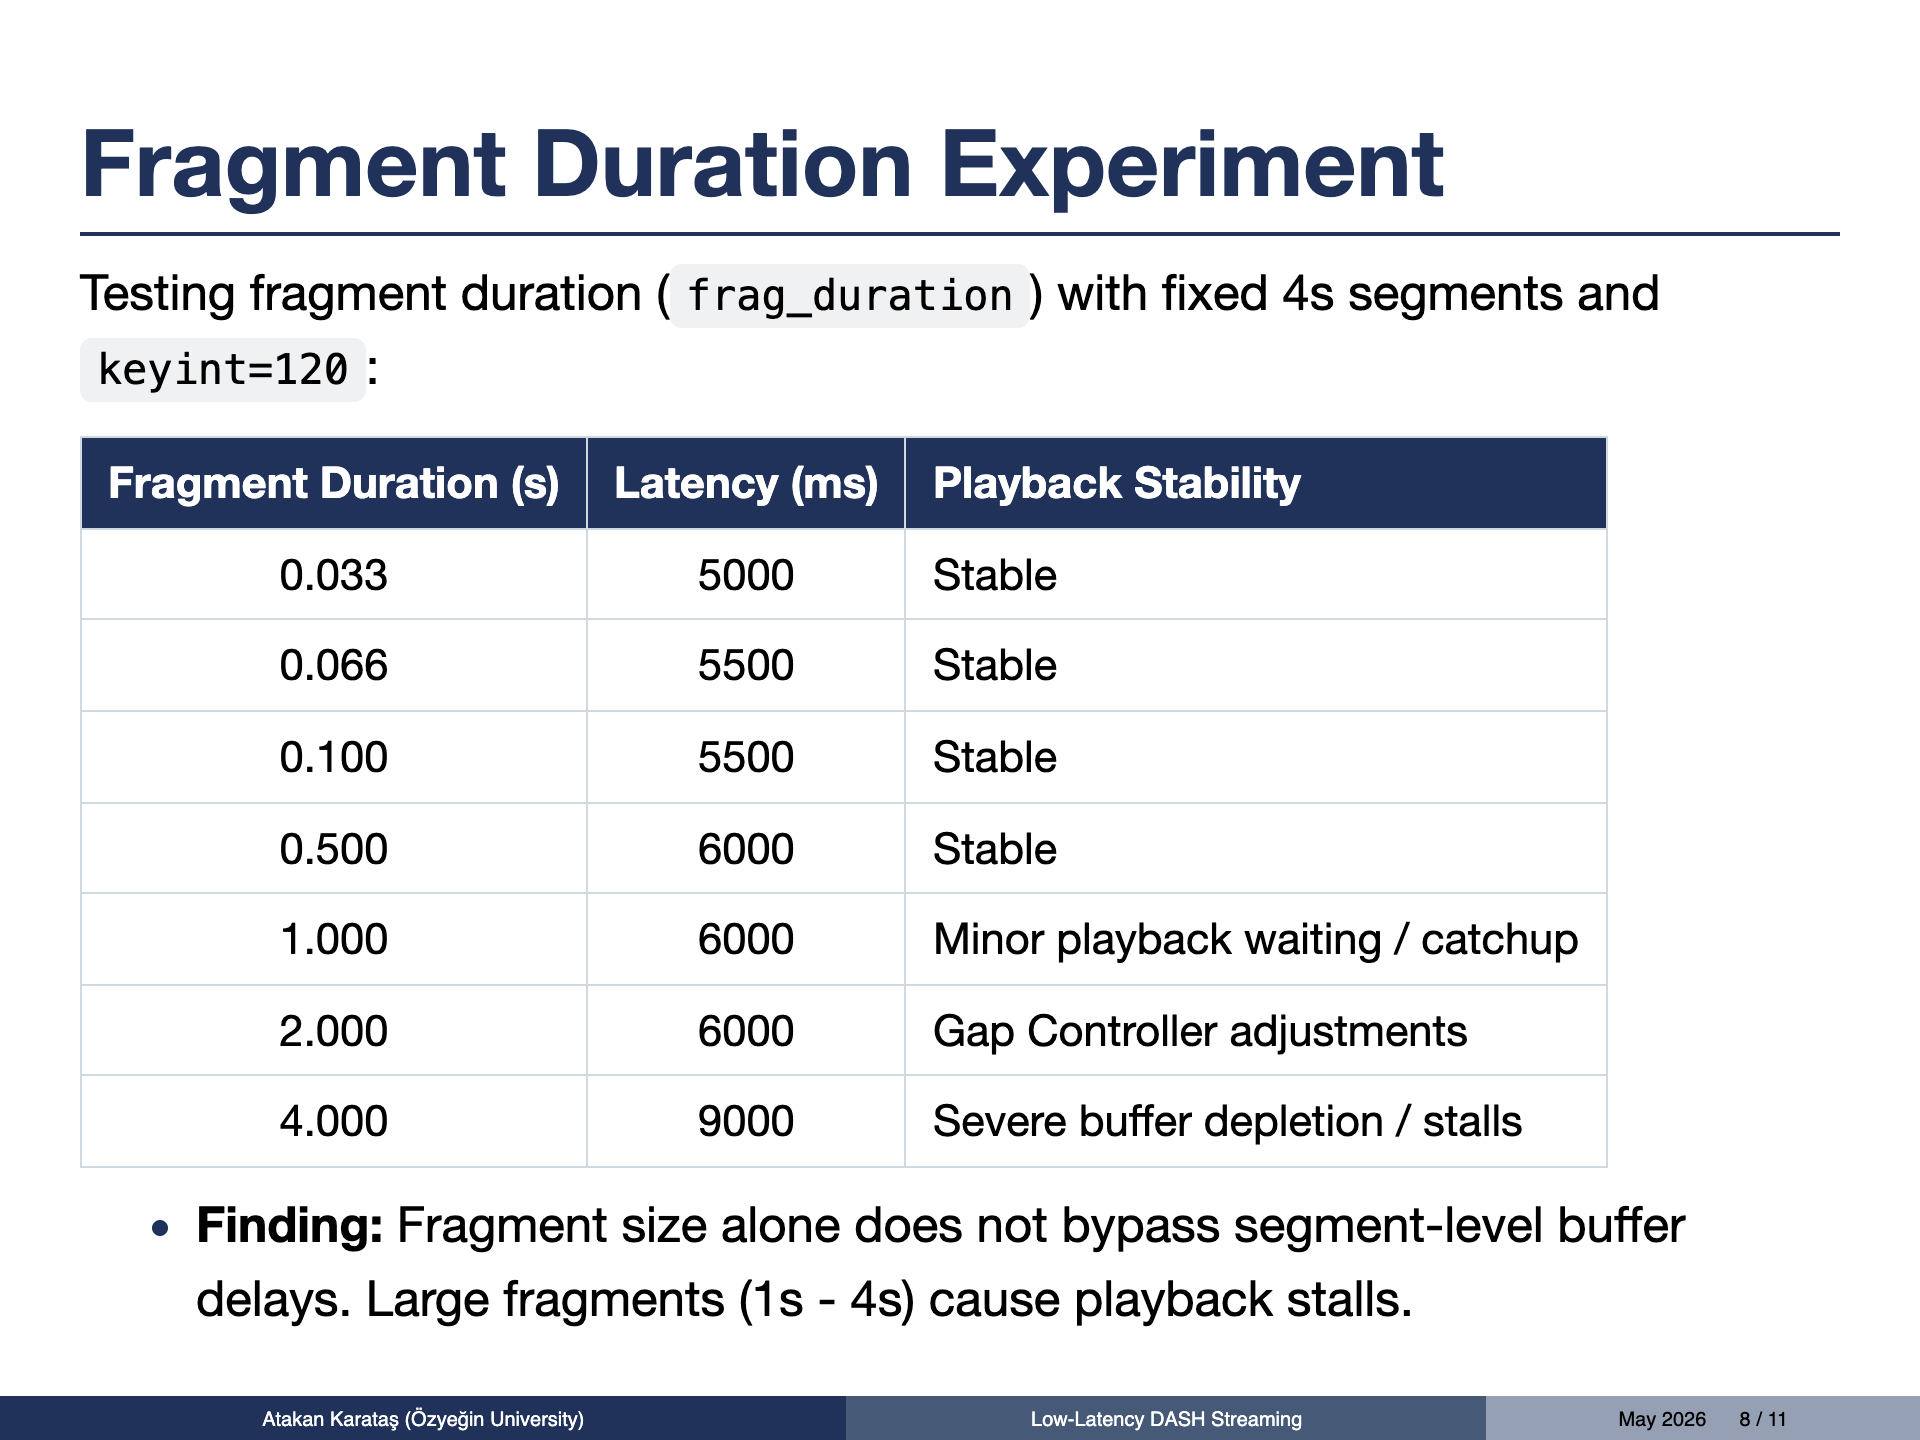 Fragment Duration Experiment
Testing fragment duration ( frag_duration ) with fixed 4s segments and
keyint=120 :
Fragment Duration (s) Latency (ms) Playback Stability
0.033 5000 Stable
0.066 5500 Stable
0.100 5500 Stable
0.500 6000 Stable
1.000 6000 Minor playback waiting / catchup
2.000 6000 Gap Controller adjustments
4.000 9000 Severe buffer depletion / stalls
• Finding: Fragment size alone does not bypass segment-level buffer
delays. Large fragments (1s - 4s) cause playback stalls.
Atakan Karataş (Özyeğin University) Low-Latency DASH Streaming May 2026 8 / 11